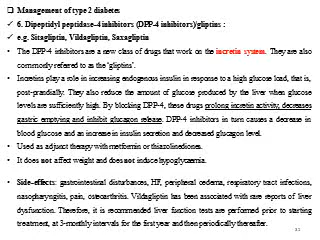 ❑ Management of type 2 diabetes
✓ 6. Dipeptidyl peptidase-4 inhibitors (DPP-4 inhibitors)/gliptins :
✓ e.g. Sitagliptin, Vildagliptin, Saxagliptin
• The DPP-4 inhibitors are a new class of drugs that work on the incretin system. They are also
commonly referred to as the 'gliptins'.
• Incretins play a role in increasing endogenous insulin in response to a high glucose load, that is,
post-prandially. They also reduce the amount of glucose produced by the liver when glucose
levels are sufficiently high. By blocking DPP-4, these drugs prolong incretin activity, decreases
gastric emptying and inhibit glucagon release. DPP-4 inhibitors in turn causes a decrease in
blood glucose and an increase in insulin secretion and decreased glucagon level.
• Used as adjunct therapy with metformin or thiazolinediones.
• It does not affect weight and does not induce hypoglycaemia.
• Side-effects: gastrointestinal disturbances, HF, peripheral oedema, respiratory tract infections,
nasopharyngitis, pain, osteoarthritis. Vildagliptin has been associated with rare reports of liver
dysfunction. Therefore, it is recommended liver function tests are performed prior to starting
treatment, at 3-monthly intervals for the first year and then periodically thereafter.